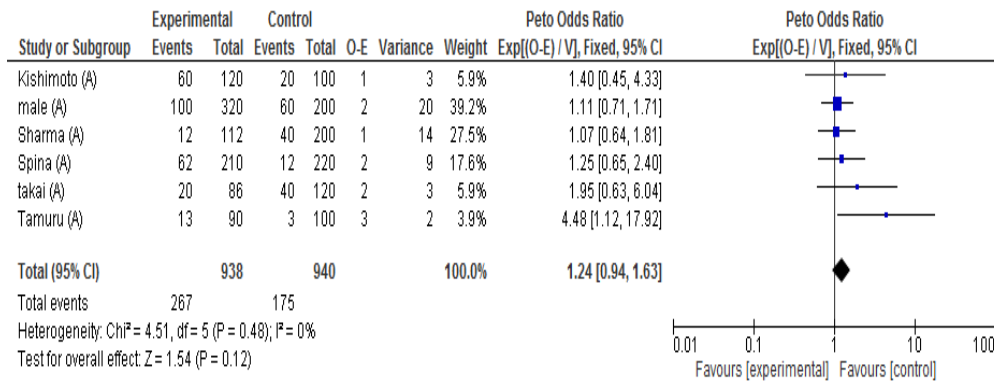 Experimental Control Peto Odds Ratio Peto Odds Ratio
Study or Subgroup Events Total Events Total O-E Variance Weight Exp[(O-E) / V], Fixed, 95% CI Exp[(O-E) / V], Fixed, 95% CI
Kishimoto (A) 60 120 20 100 1 3 5.9% 1.40 [0.45, 4.33]
male (A) 100 320 60 200 2 20 39.2% 1.11 [0.71, 1.71]
Sharma (A) 12 112 40 200 1 14 27.5% 1.07 [0.64, 1.81]
Spina (A) 62 210 12 220 2 9 17.6% 1.25 [0.65, 2.40]
takai (A) 20 86 40 120 2 3 5.9% 1.95 [0.63, 6.04]
Tamuru (A) 13 90 3 100 3 2 3.9% 4.48 [1.12, 17.92]
Total (95% CI) 938 940 100.0% 1.24 [0.94, 1.63]
Total events 267 175
Heterogeneity: Chi² = 4.51, df = 5 (P = 0.48); I² = 0%
Test for overall effect: Z = 1.54 (P = 0.12)
0.01 0.1 1 10 100
Favours [experimental] Favours [control]